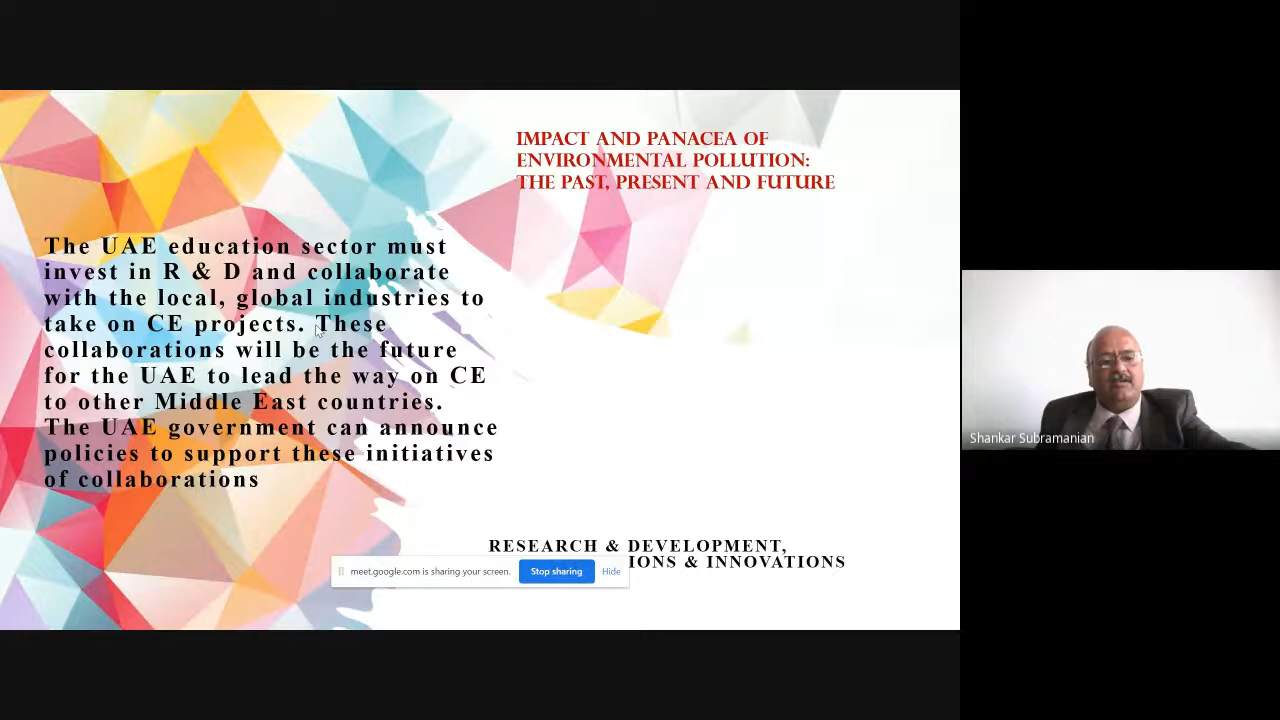 IMPACT AND PANACEA OF
ENVIRONMENTAL POLLUTION:
THE PAST, PRESENT AND FUTURE
The UAE education sector must
invest in R & D and collaborate
with the local, global industries to
take on CE projects. These
collaborations will be the future
for the UAE to lead the way on CE
to other Middle East countries.
The UAE government can announce
policies to support these initiatives
of collaborations
RESEARCH & DEVELOPMENT,
& INNOVATIONS
meet.google.com is sharing your screen. Stop sharing Hide
Shankar Subramanian